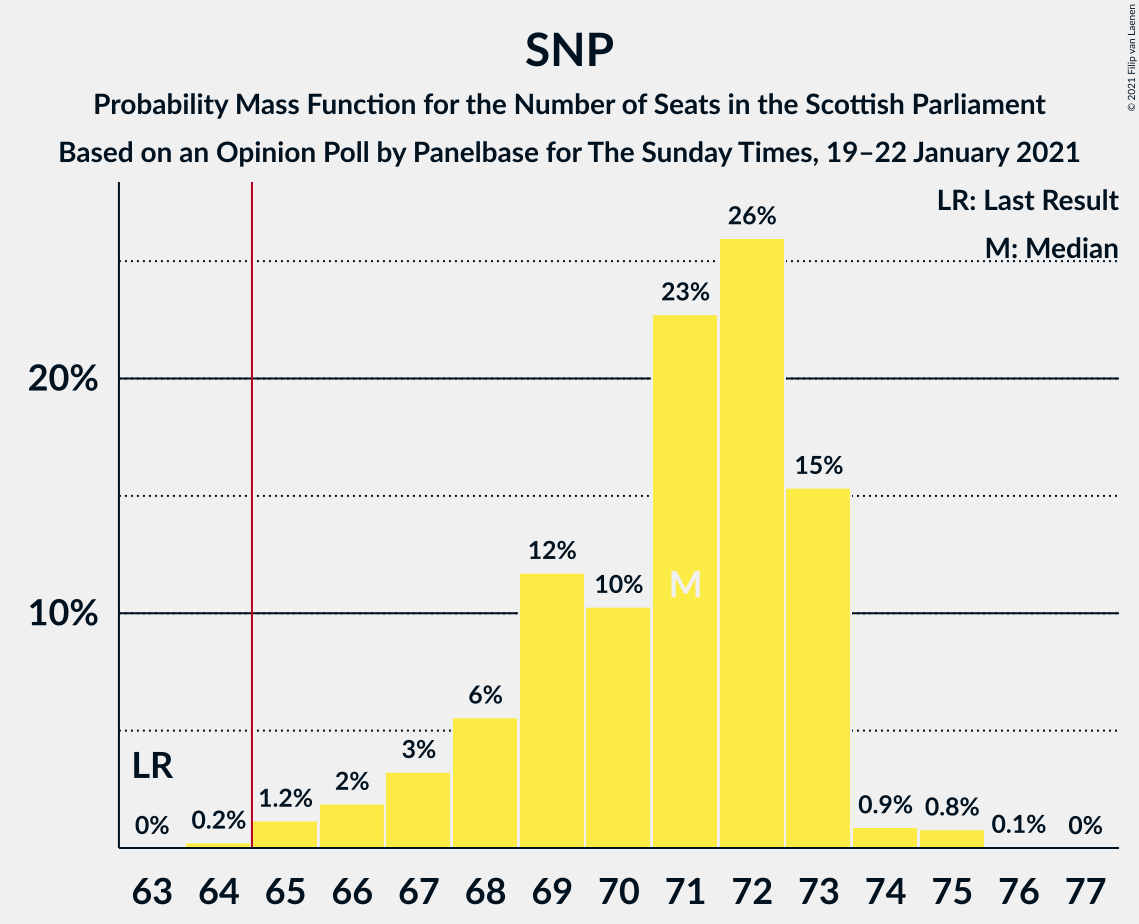 SNP
Probability Mass Function for the Number of Seats in the Scottish Parliament
Based on an Opinion Poll by Panelbase for The Sunday Times, 19–22 January 2021
© 2021 Filip van Laenen
LR: Last Result
M: Median
26%
23%
20%
15%
12%
10%
M
10%
6%
3%
LR
2%
1.2%
0.9%
0.8%
0.2%
0.1%
0%
0%
63 64 65 66 67 68 69 70 71 72 73 74 75 76 77